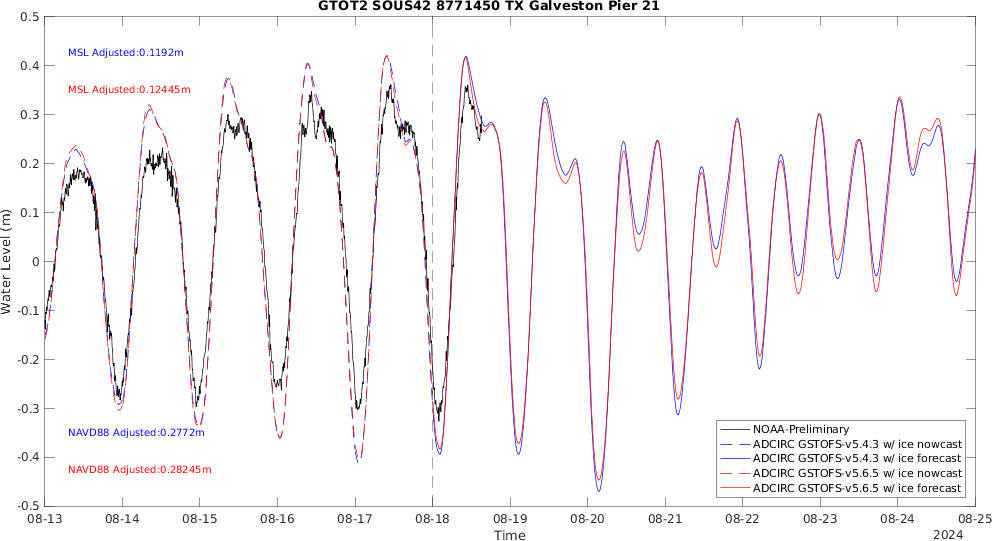 GTOT2 SOUS42 8771450 TX Galveston Pier 21
0.5
0.4
0.3
0.2
0.1
0
-0.1
-0.2
-0.3
-0.4
-0.5
Water Level (m)
MSL Adjusted:0.1192m
MSL Adjusted:0.12445m
NAVD88 Adjusted:0.2772m
NAVD88 Adjusted:0.28245m
NOAA-Preliminary
ADCIRC GSTOFS-v5.4.3 w/ ice nowcast
ADCIRC GSTOFS-v5.4.3 w/ ice forecast
ADCIRC GSTOFS-v5.6.5 w/ ice nowcast
ADCIRC GSTOFS-v5.6.5 w/ ice forecast
08-13 08-14 08-15 08-16 08-17 08-18 08-19 08-20 08-21 08-22 08-23 08-24 08-25
Time
2024